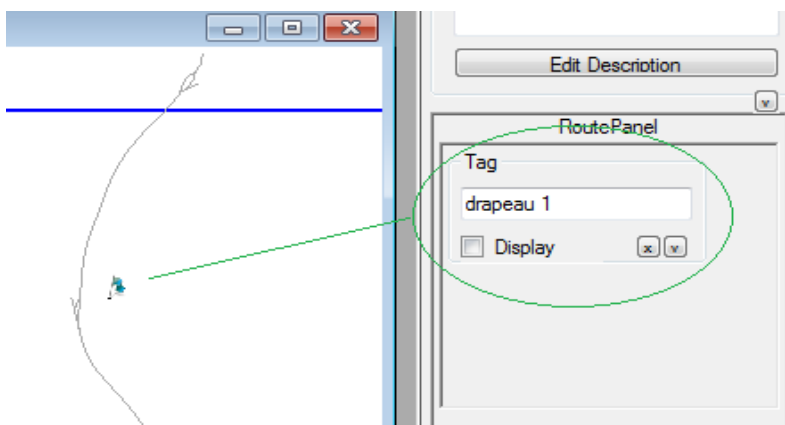 Edit Description
v
RoutePanel
Tag
drapeau 1
Display
x v